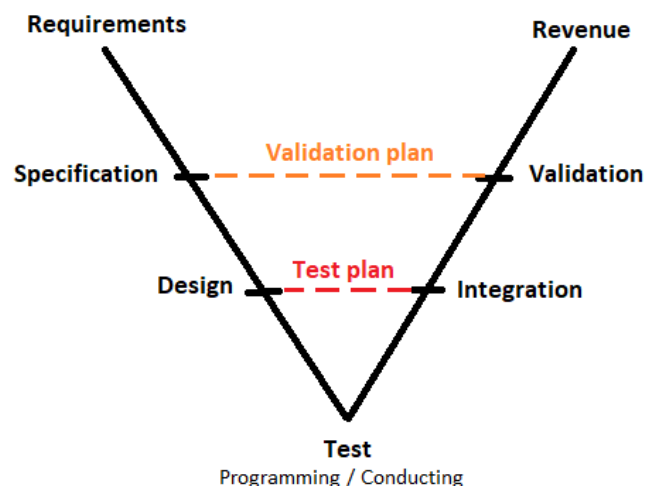 Requirements
Revenue
Validation plan
Specification
Validation
Test plan
Design
Integration
Test
Programming / Conducting